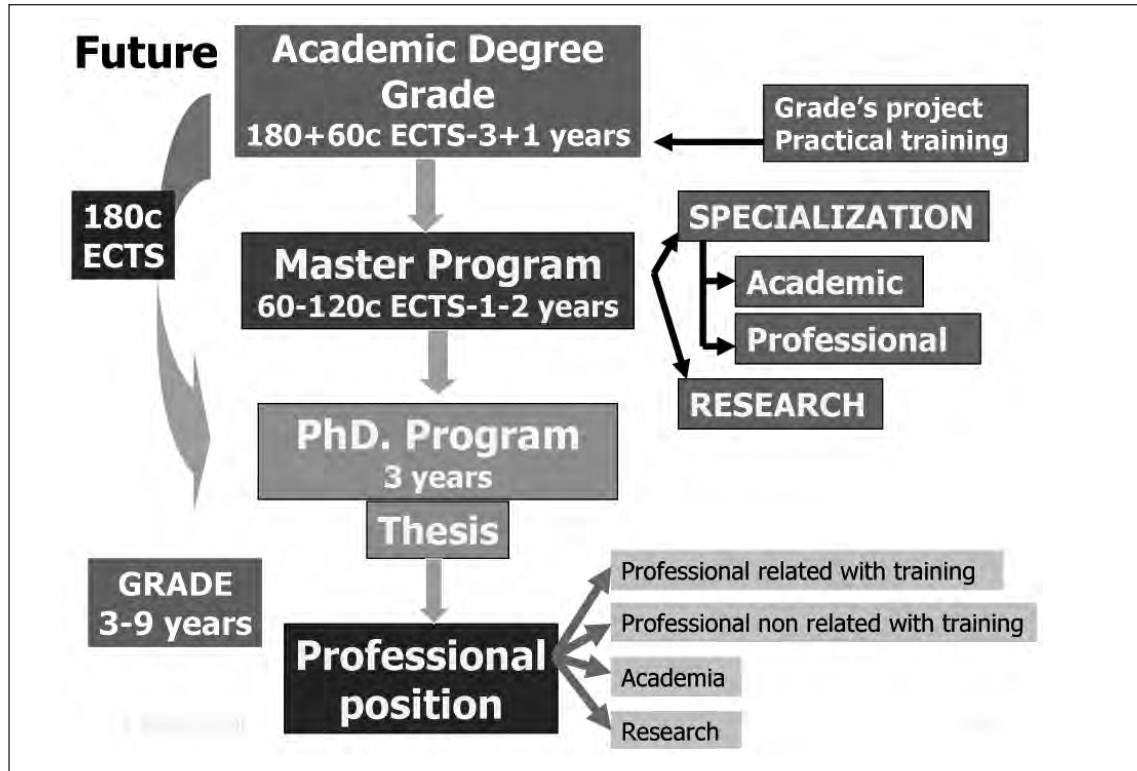 Future
Academic Degree
Grade
180+60c ECTS-3+1 years
Grade's project
Practical training
180c
ECTS
SPECIALIZATION
Master Program
60-120c ECTS-1-2 years
Academic
Professional
RESEARCH
PhD. Program
3 years
Thesis
GRADE
3-9 years
Professional
position
Professional related with training
Professional non related with training
Academia
Research